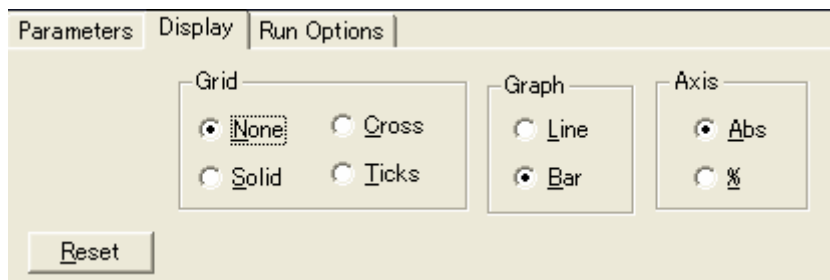 Parameters Display Run Options
Grid Graph Axis
None Cross Line Abs
Solid Ticks Bar %
Reset